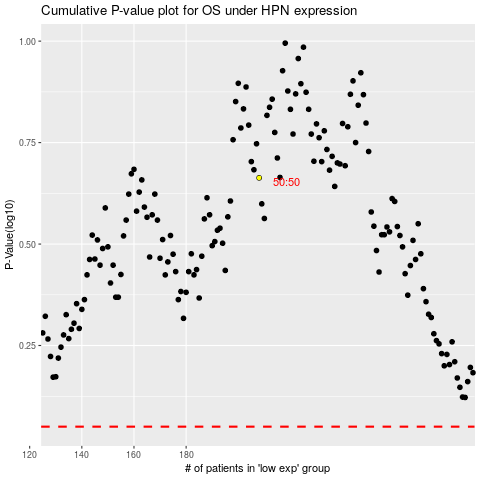 Cumulative P-value plot for OS under HPN expression
1.00
0.75
0.50
0.25
P-Value(log10)
50:50
120 140 160 180
# of patients in 'low exp' group